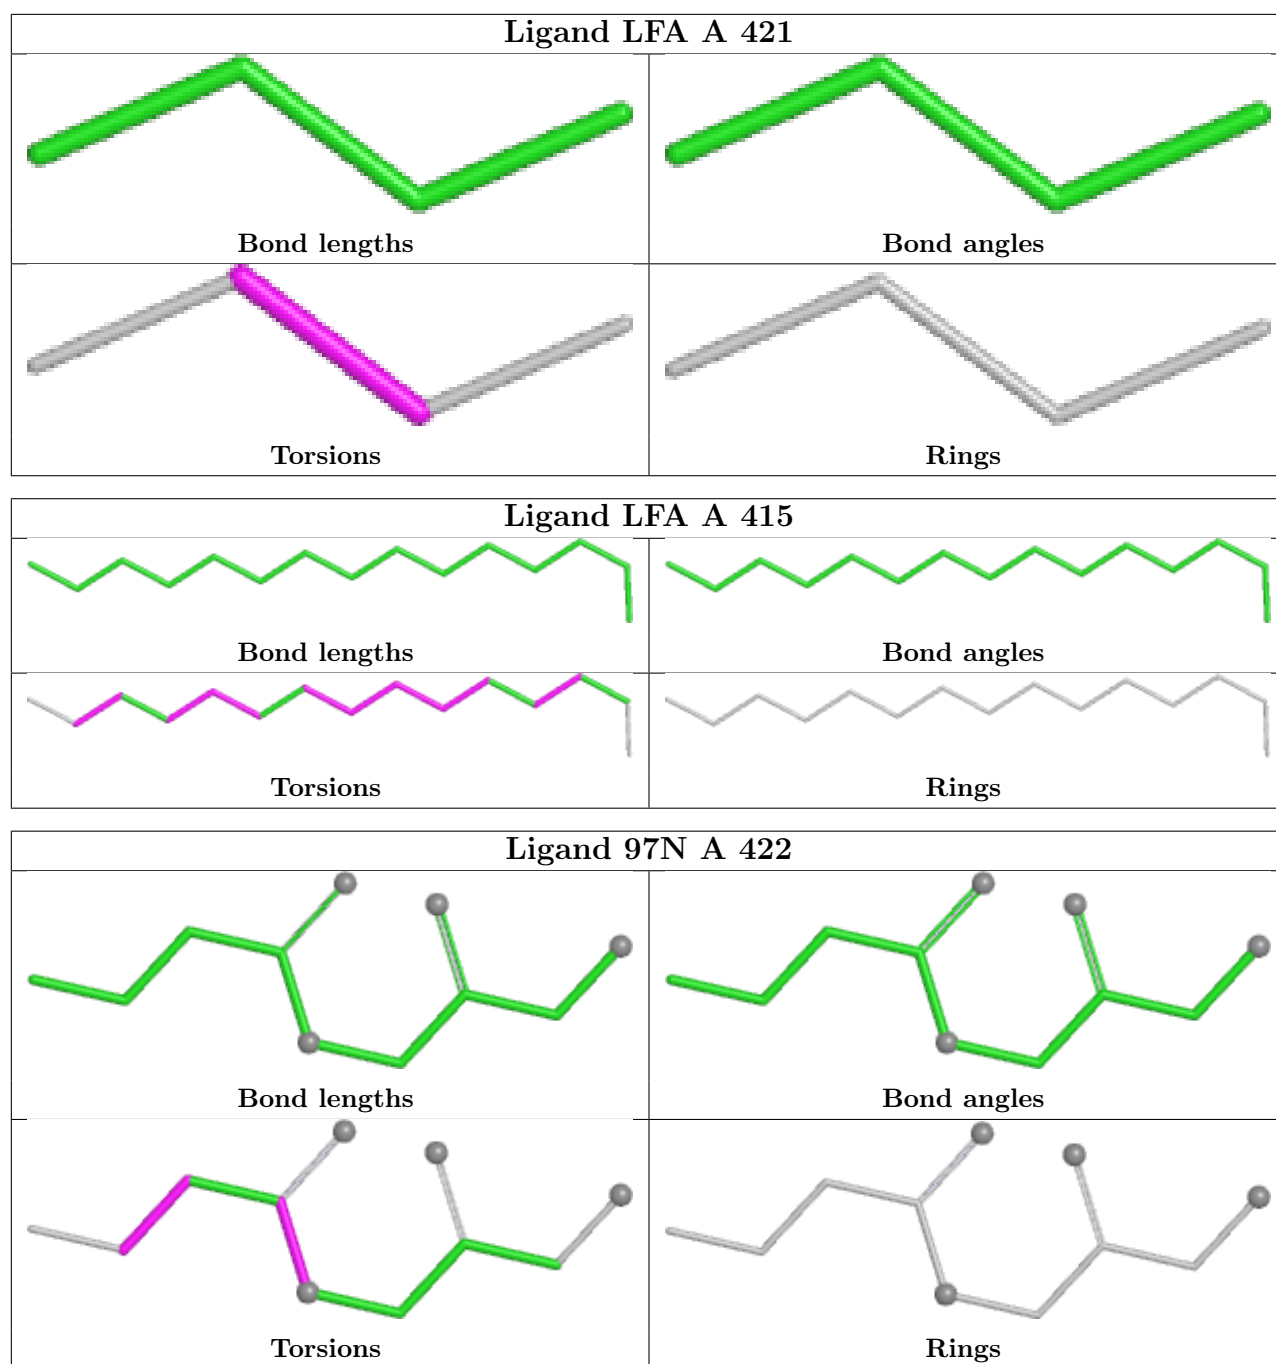 Ligand LFA A 421
Bond lengths
Bond angles
Torsions
Rings
Ligand LFA A 415
Bond lengths
Bond angles
Torsions
Rings
Ligand 97N A 422
Bond lengths
Bond angles
Torsions
Rings